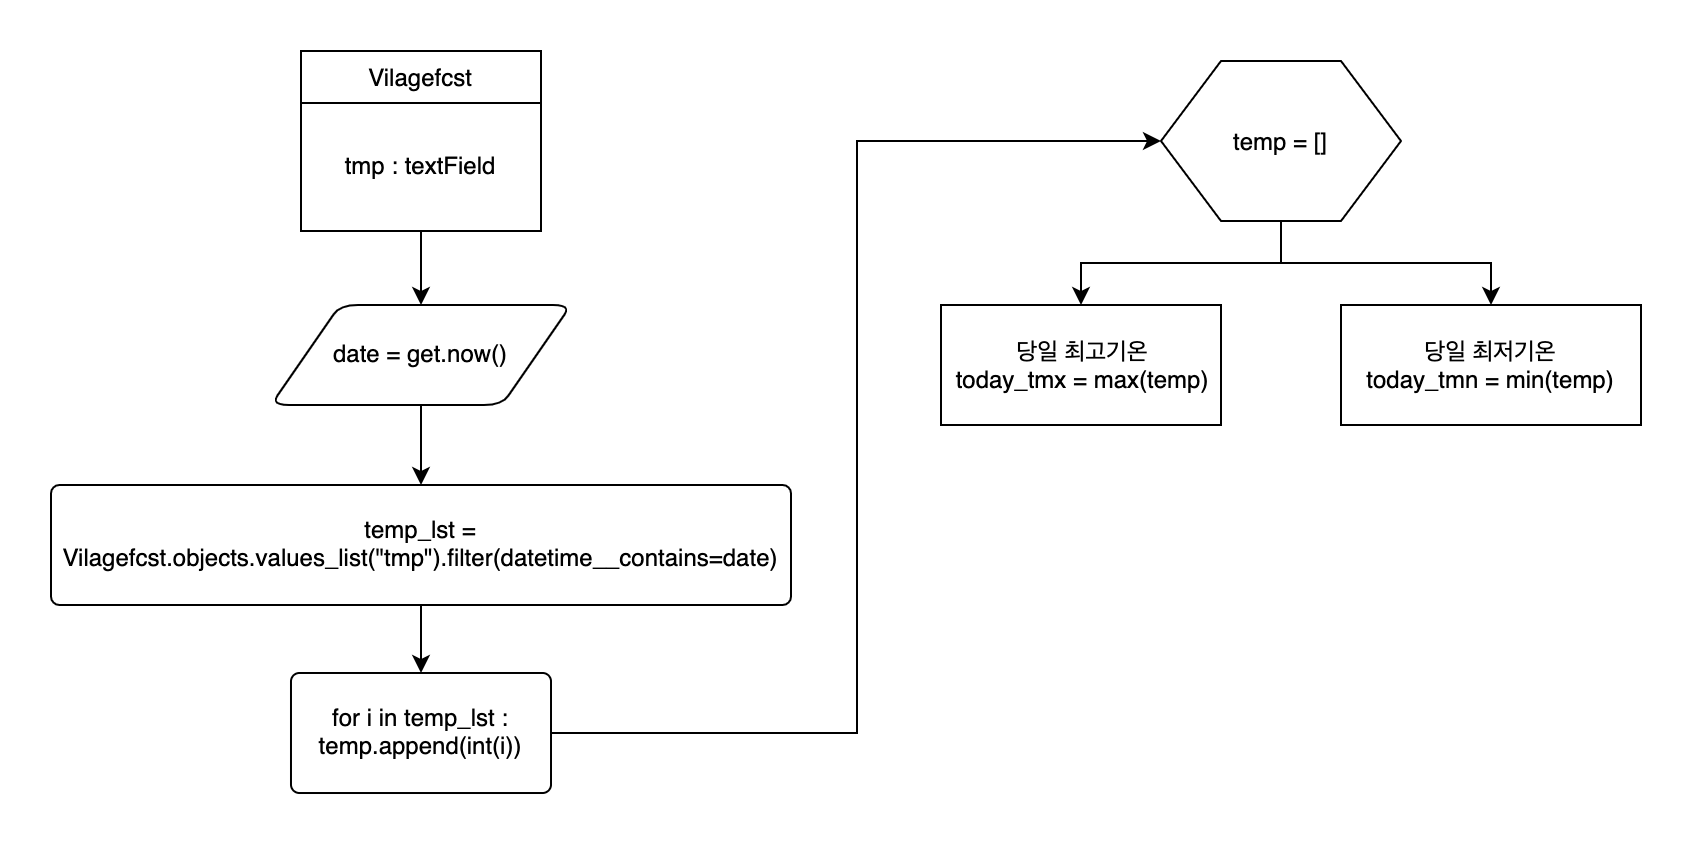 Vilagefcst
tmp : textField
date = get.now()
temp_lst =
Vilagefcst.objects.values_list("tmp").filter(datetime__contains=date)
for i in temp_lst :
temp.append(int(i))
temp = []
당일 최고기온
today_tmx = max(temp)
당일 최저기온
today_tmn = min(temp)